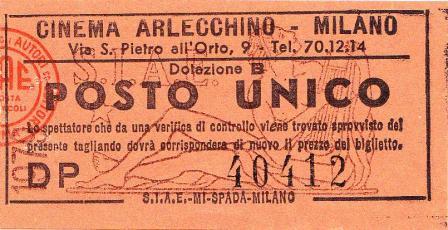 CINEMA ARLECCHINO - MILANO
Via S. Pietro all'Orto, 9 - Tel. 70.12.14
S.I.A.E.
Dotazione B
POSTO UNICO
Lo spettatore che da una verifica di controllo viene trovato sprovvisto del
presente tagliando dovrà corrispondere di nuovo il prezzo del biglietto.
DP 40412
S.I.A.E.-MI-SPADA-MILANO
AUTORI